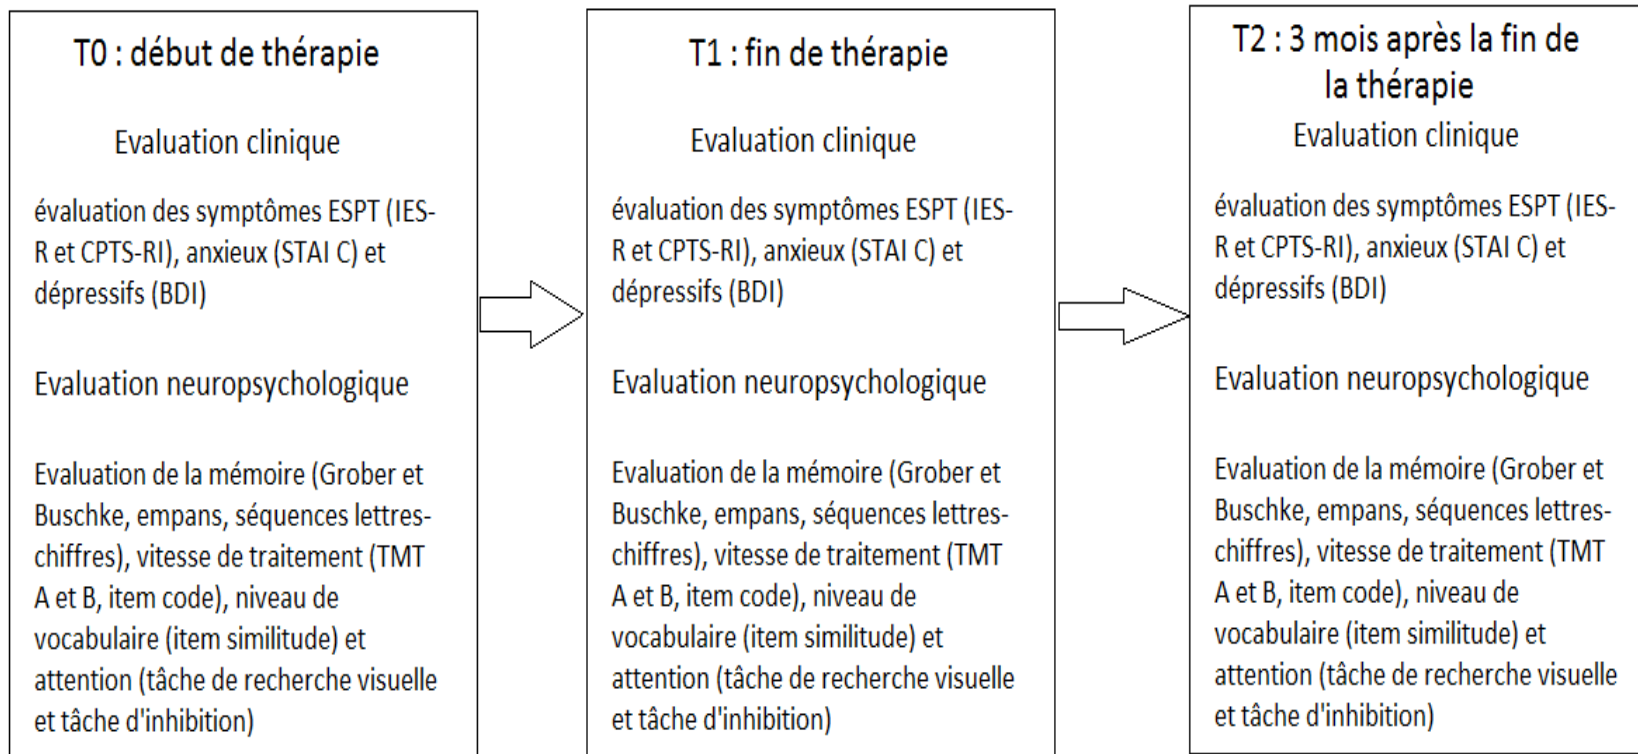 T0 : début de thérapie
Evaluation clinique
évaluation des symptômes ESPT (IES-
R et CPTS-RI), anxieux (STAI C) et
dépressifs (BDI)
Evaluation neuropsychologique
Evaluation de la mémoire (Grober et
Buschke, empans, séquences lettres-
chiffres), vitesse de traitement (TMT
A et B, item code), niveau de
vocabulaire (item similitude) et
attention (tâche de recherche visuelle
et tâche d'inhibition)
T1 : fin de thérapie
Evaluation clinique
évaluation des symptômes ESPT (IES-
R et CPTS-RI), anxieux (STAI C) et
dépressifs (BDI)
Evaluation neuropsychologique
Evaluation de la mémoire (Grober et
Buschke, empans, séquences lettres-
chiffres), vitesse de traitement (TMT
A et B, item code), niveau de
vocabulaire (item similitude) et
attention (tâche de recherche visuelle
et tâche d'inhibition)
T2 : 3 mois après la fin de
la thérapie
Evaluation clinique
évaluation des symptômes ESPT (IES-
R et CPTS-RI), anxieux (STAI C) et
dépressifs (BDI)
Evaluation neuropsychologique
Evaluation de la mémoire (Grober et
Buschke, empans, séquences lettres-
chiffres), vitesse de traitement (TMT
A et B, item code), niveau de
vocabulaire (item similitude) et
attention (tâche de recherche visuelle
et tâche d'inhibition)